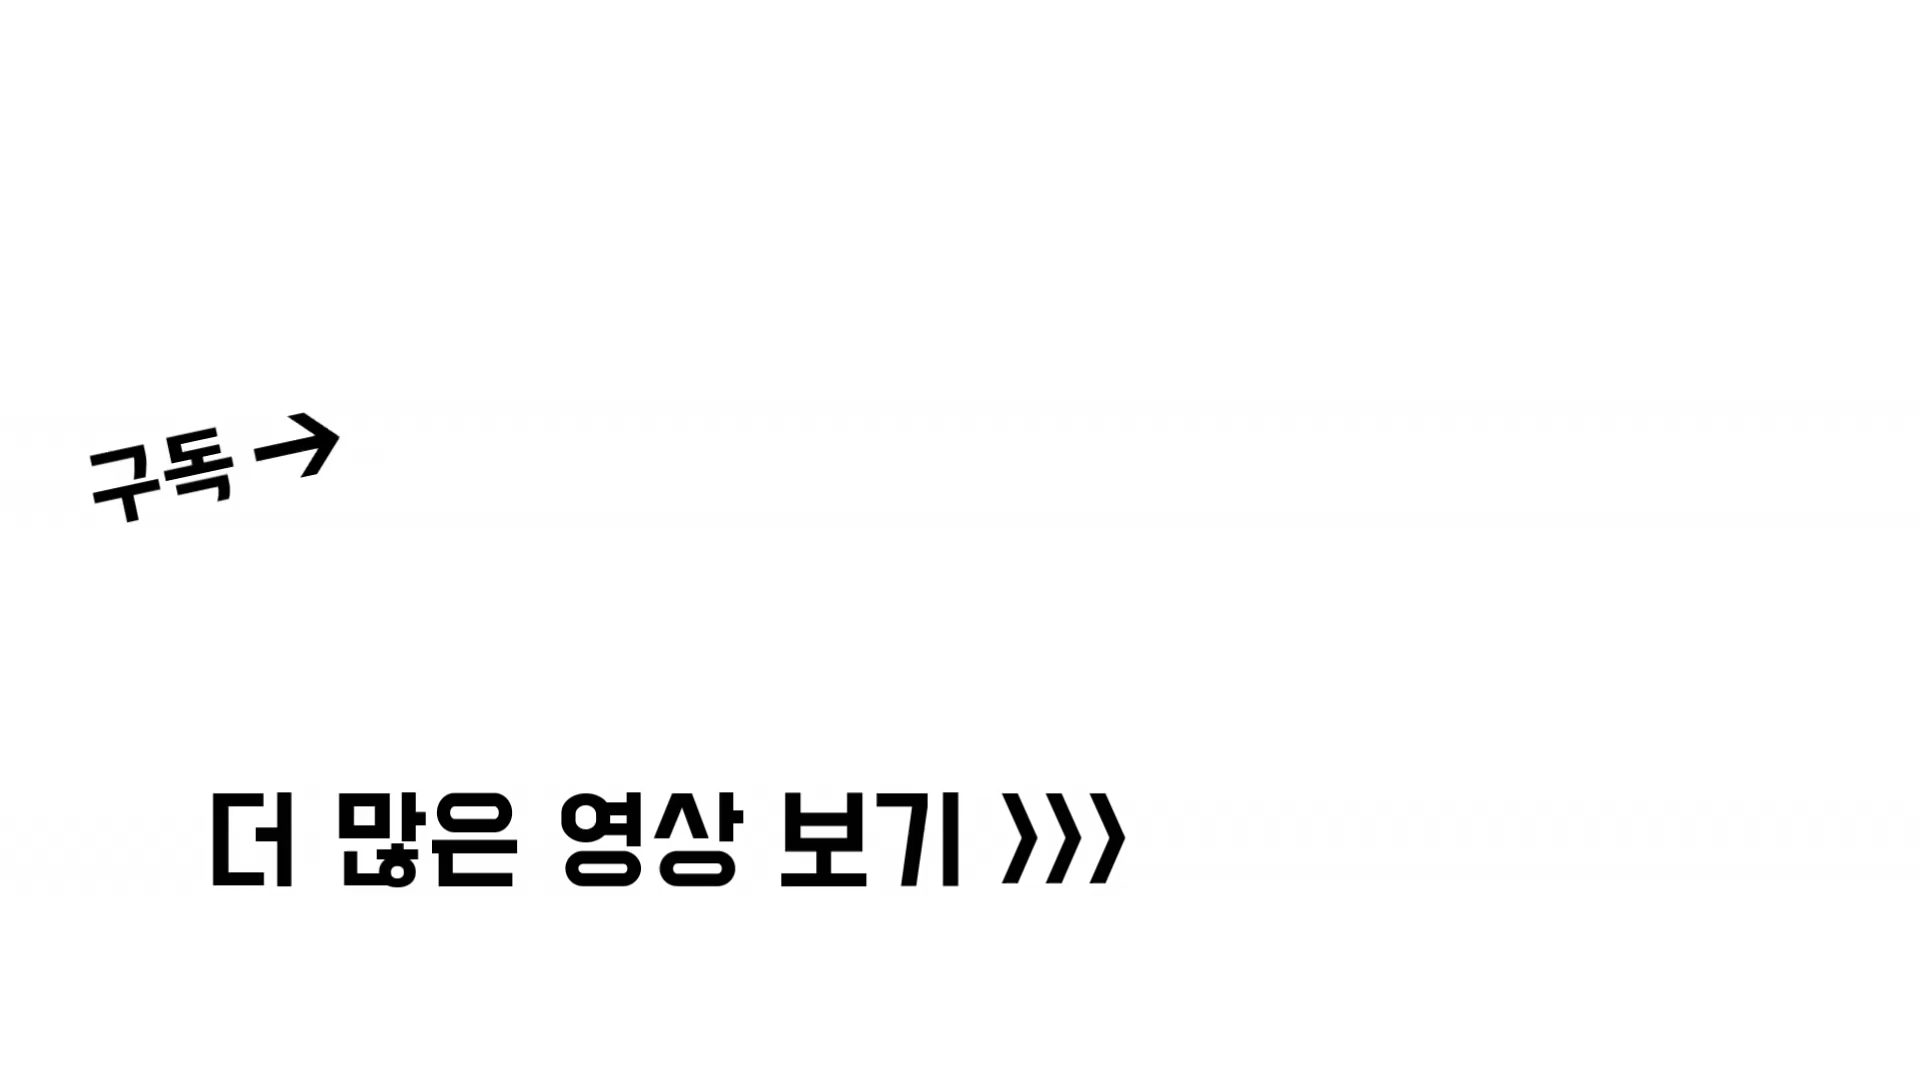 구독 →
더 많은 영상 보기 》》》